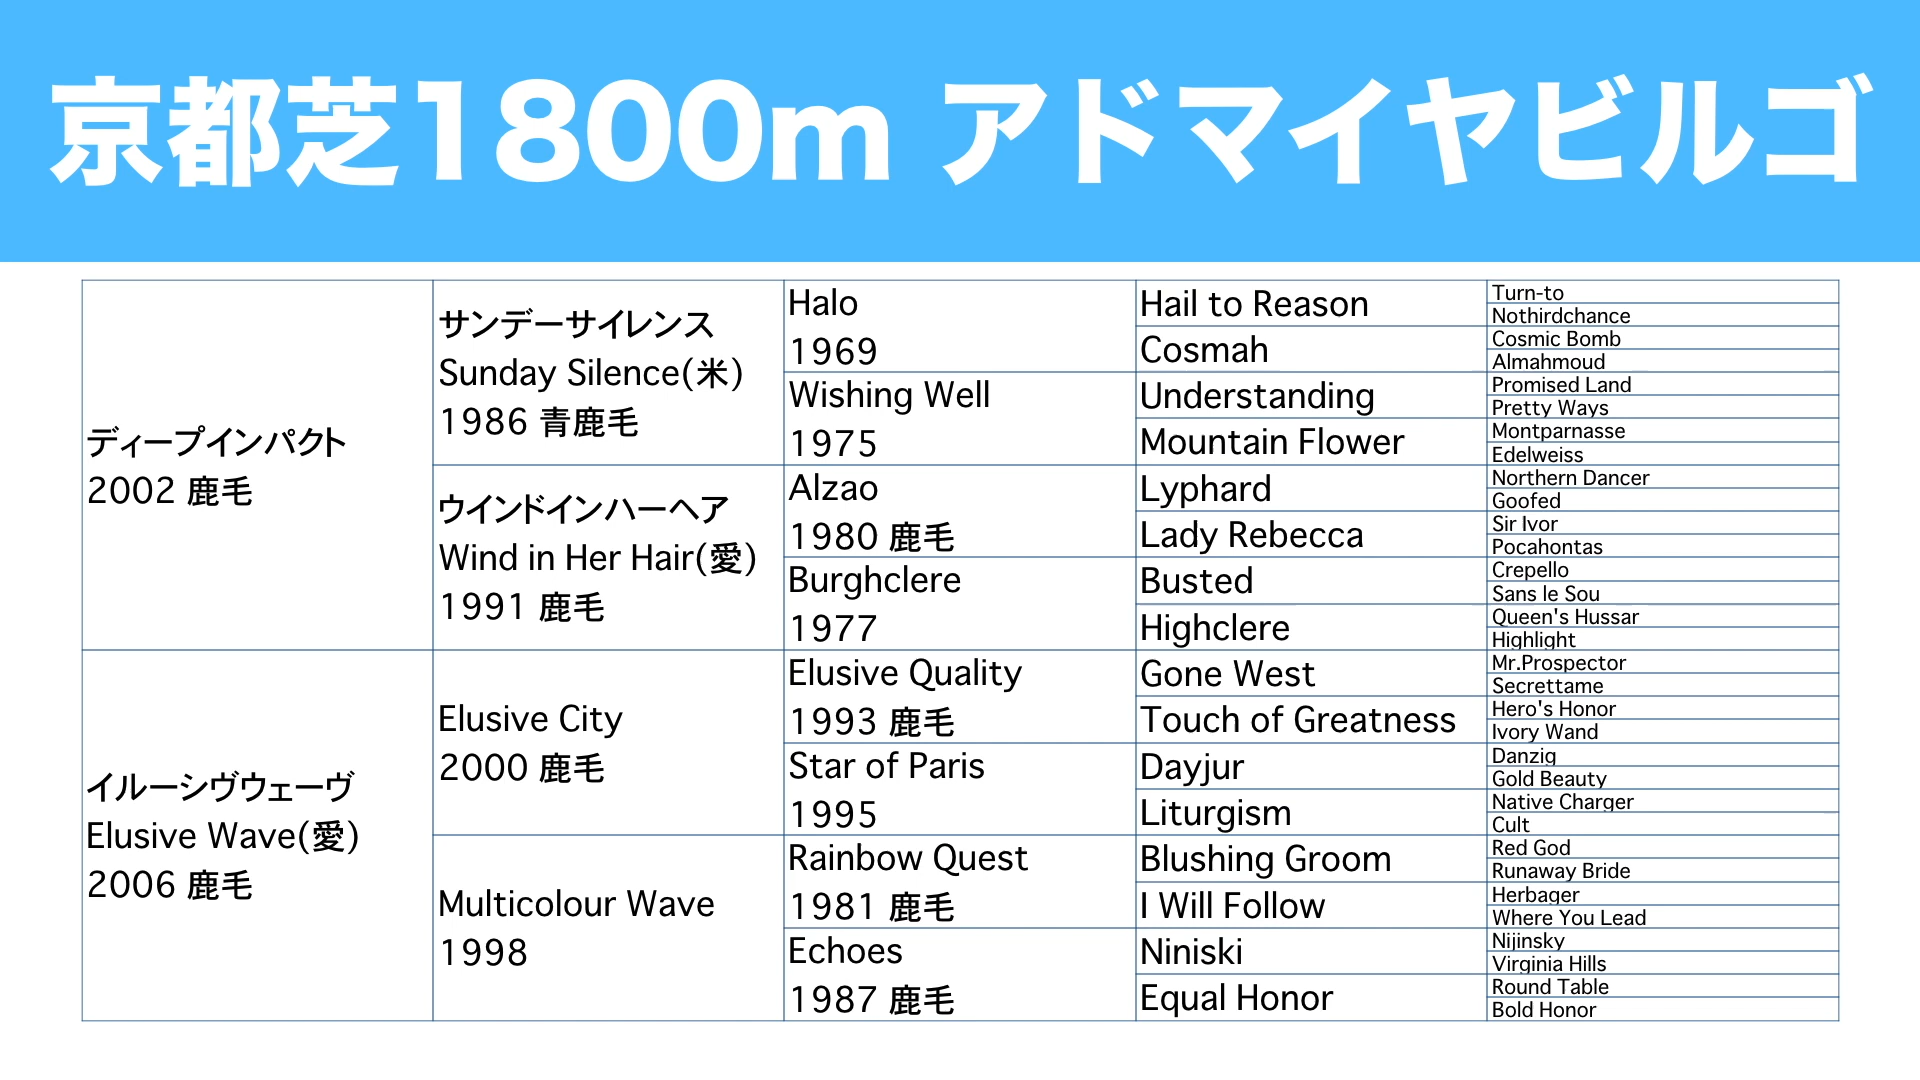 京都芝1800m アドマイヤビルゴ
ディープインパクト
2002 鹿毛
サンデーサイレンス
Sunday Silence(米)
1986 青鹿毛
Halo
1969
Hail to Reason
Turn-to
Nothirdchance
Cosmah
Cosmic Bomb
Almahmoud
Wishing Well
1975
Understanding
Promised Land
Pretty Ways
Mountain Flower
Montparnasse
Edelweiss
ウインドインハーヘア
Wind in Her Hair(愛)
1991 鹿毛
Alzao
1980 鹿毛
Lyphard
Northern Dancer
Goofed
Lady Rebecca
Sir Ivor
Pocahontas
Burghclere
1977
Busted
Crepello
Sans le Sou
Highclere
Queen's Hussar
Highlight
イルーシヴウェーヴ
Elusive Wave(愛)
2006 鹿毛
Elusive City
2000 鹿毛
Elusive Quality
1993 鹿毛
Gone West
Mr.Prospector
Secrettame
Touch of Greatness
Hero's Honor
Ivory Wand
Star of Paris
1995
Dayjur
Danzig
Gold Beauty
Liturgism
Native Charger
Cult
Multicolour Wave
1998
Rainbow Quest
1981 鹿毛
Blushing Groom
Red God
Runaway Bride
I Will Follow
Herbager
Where You Lead
Echoes
1987 鹿毛
Niniski
Nijinsky
Virginia Hills
Equal Honor
Round Table
Bold Honor